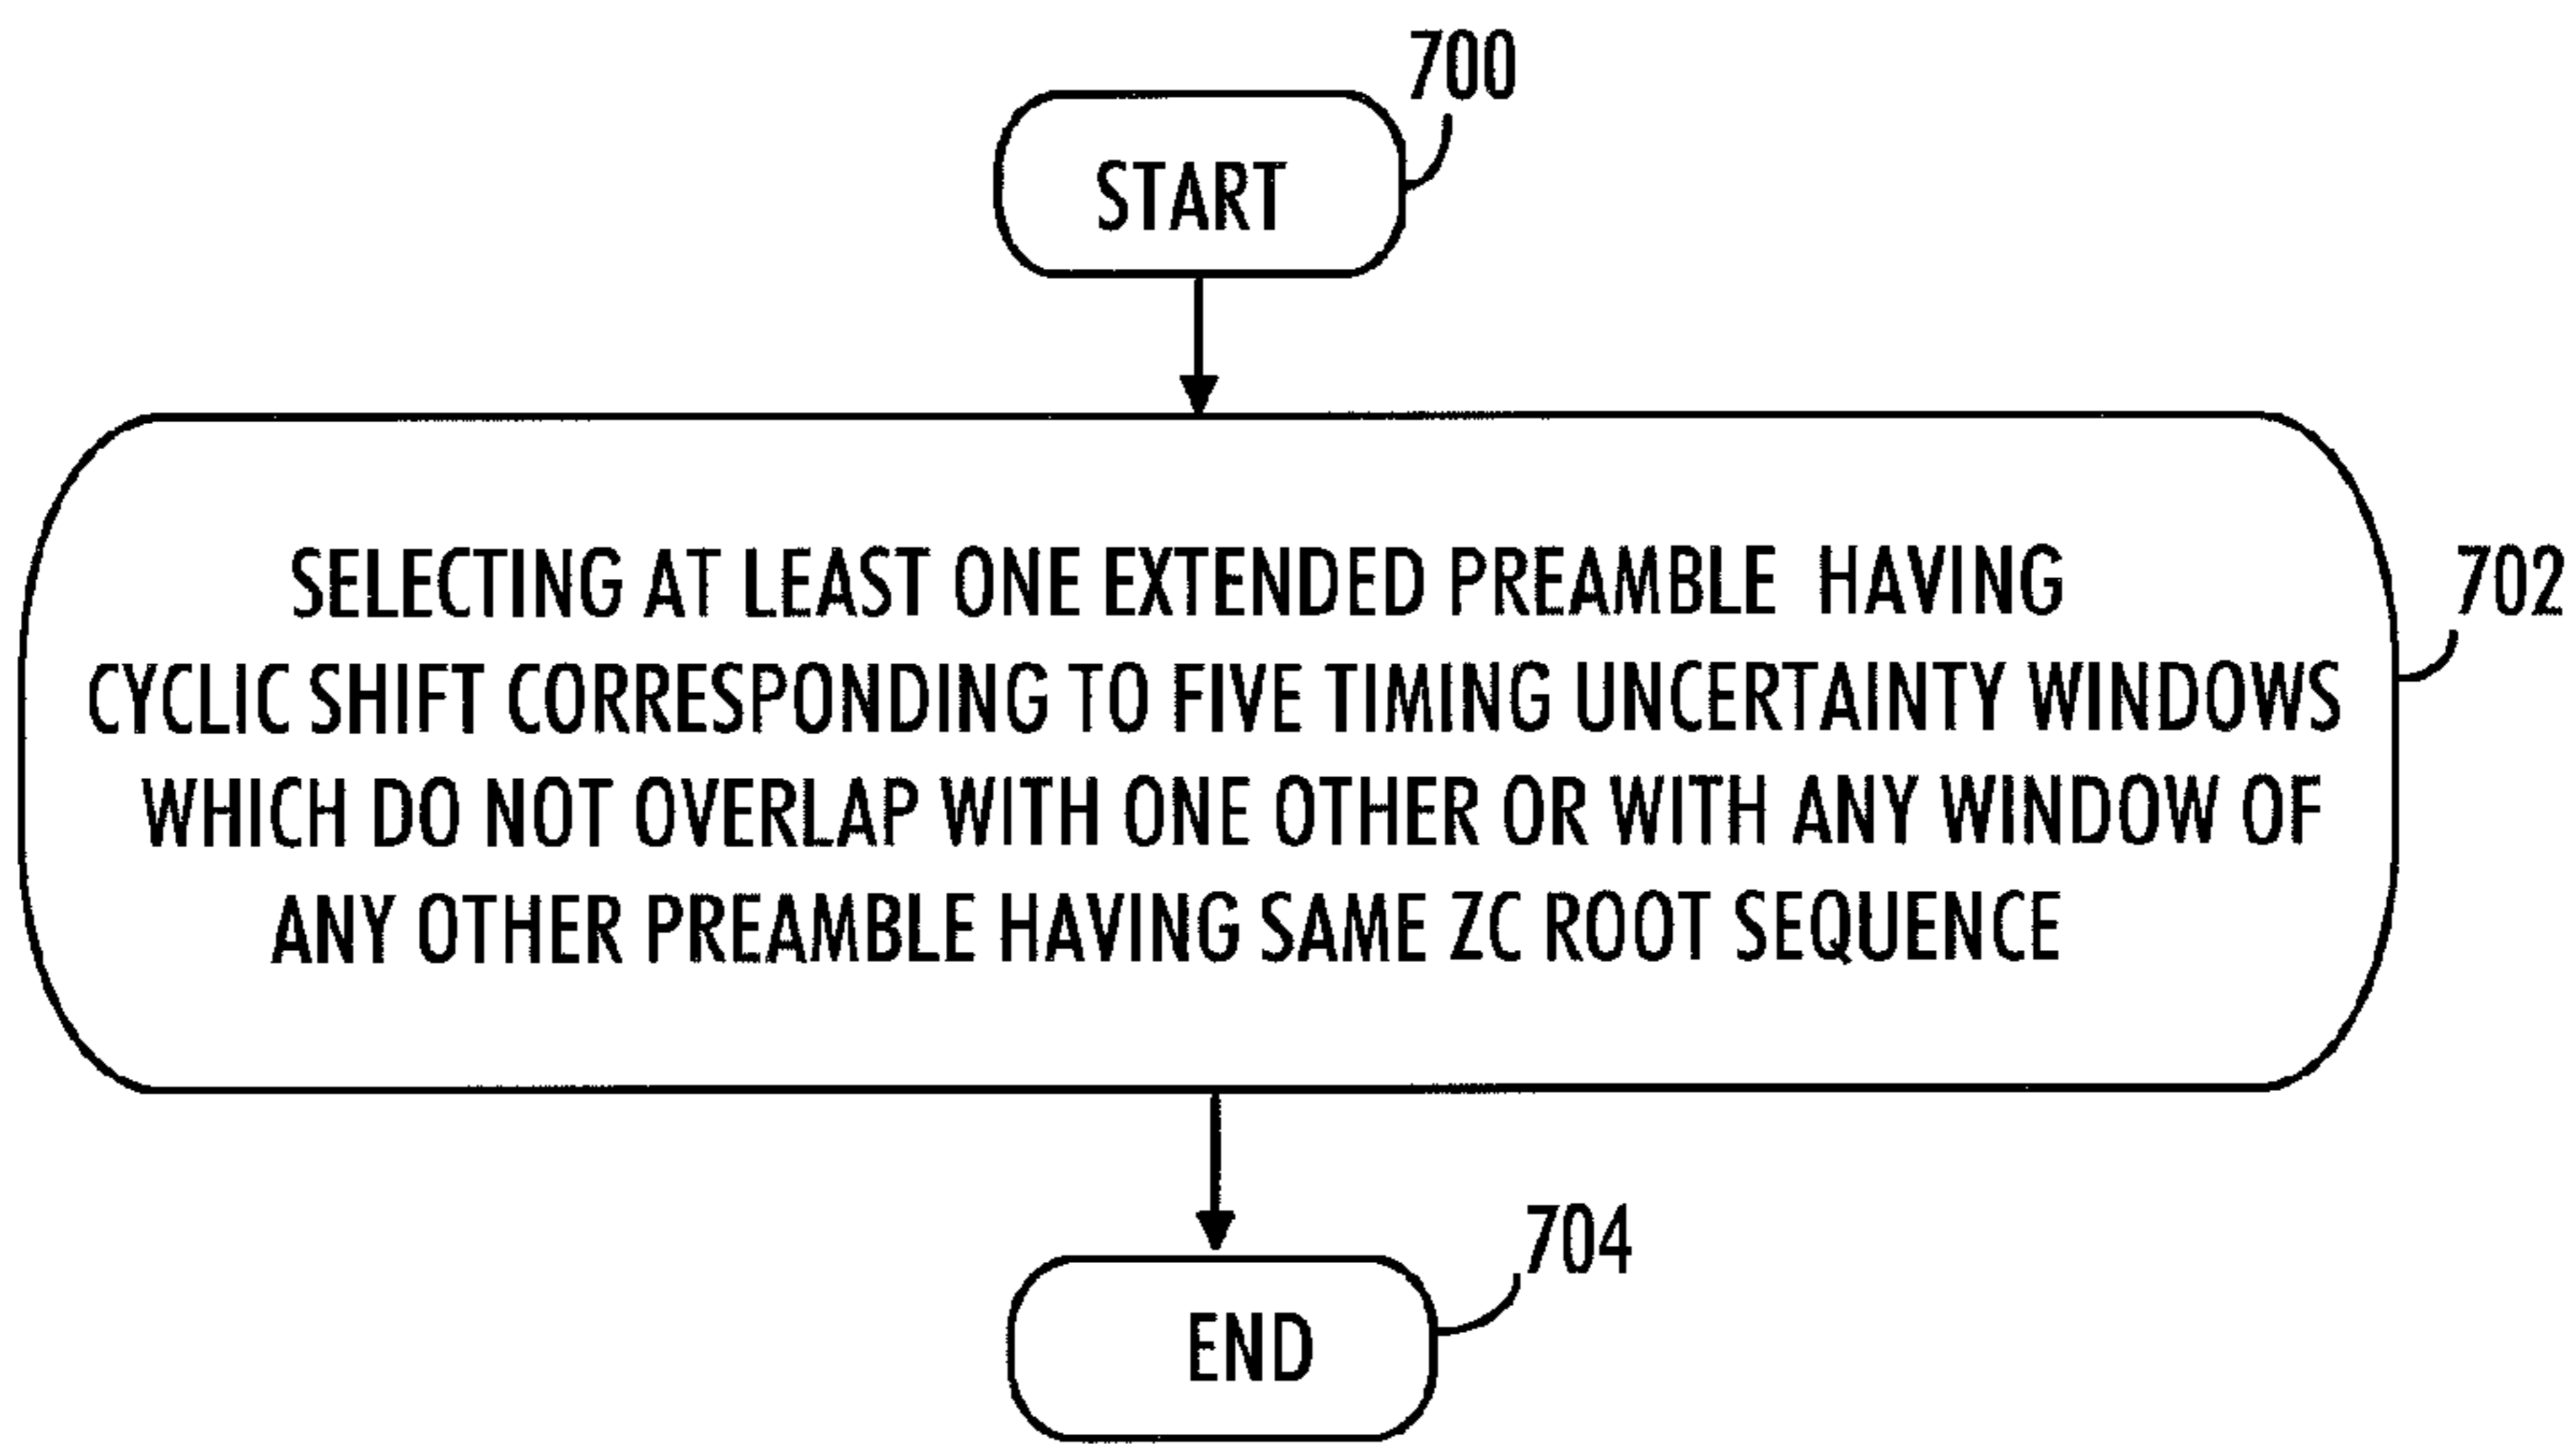 700
START
SELECTING AT LEAST ONE EXTENDED PREAMBLE HAVING
702
CYCLIC SHIFT CORRESPONDING TO FIVE TIMING UNCERTAINTY WINDOWS
WHICH DO NOT OVERLAP WITH ONE OTHER OR WITH ANY WINDOW OF
ANY OTHER PREAMBLE HAVING SAME ZC ROOT SEQUENCE
704
END